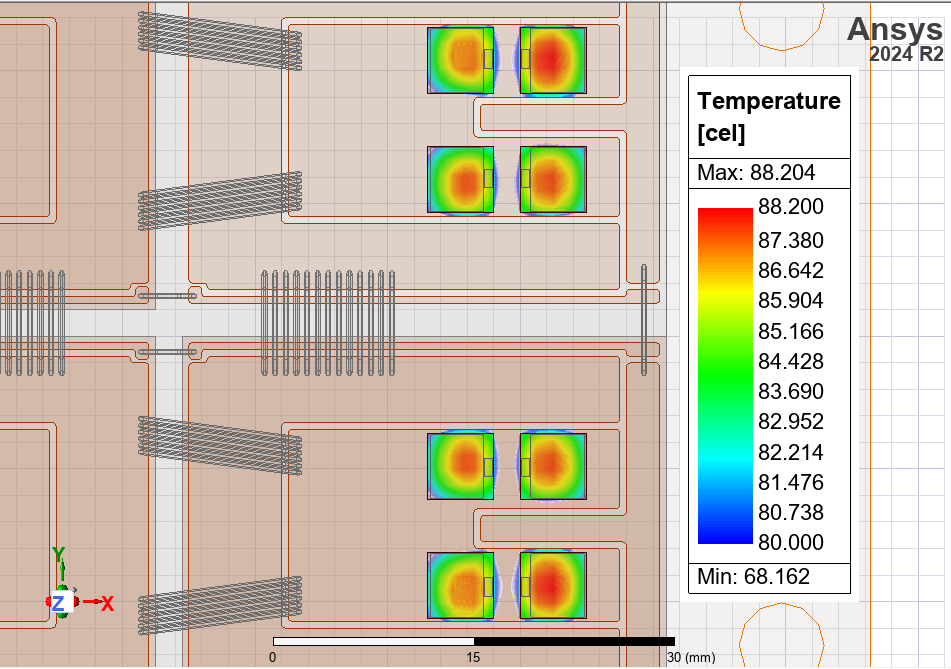 Ansys
2024 R2
Temperature
[cel]
Max: 88.204
88.200
87.380
86.642
85.904
85.166
84.428
83.690
82.952
82.214
81.476
80.738
80.000
Min: 68.162
Y
Z X
0 15 30 (mm)